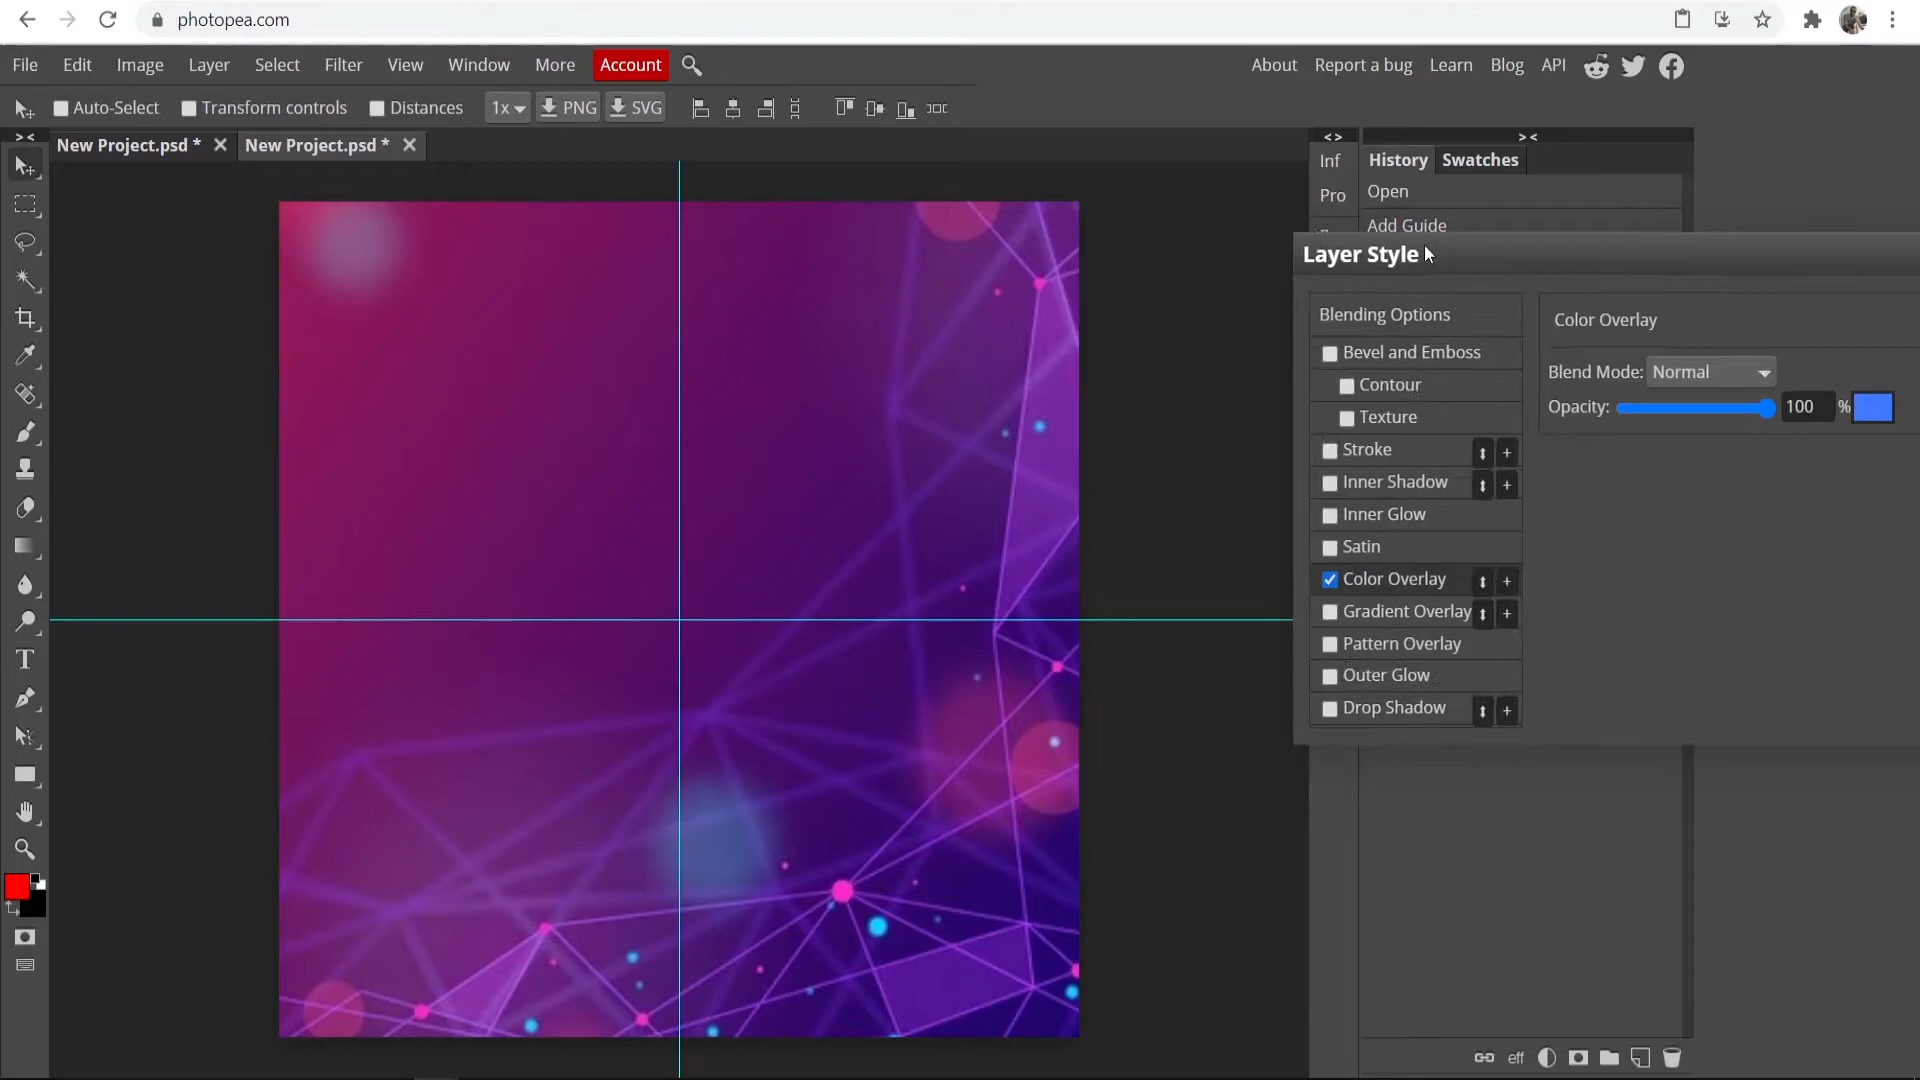 photopea.com
File Edit Image Layer Select Filter View Window More Account About Report a bug Learn Blog API
Auto-Select Transform controls Distances 1x PNG SVG
New Project.psd * New Project.psd *
Inf
Pro
History Swatches
Open
Add Guide
Layer Style
Blending Options
Bevel and Emboss
Contour
Texture
Stroke
Inner Shadow
Inner Glow
Satin
Color Overlay
Gradient Overlay
Pattern Overlay
Outer Glow
Drop Shadow
Color Overlay
Blend Mode: Normal
Opacity: 100 %
eff